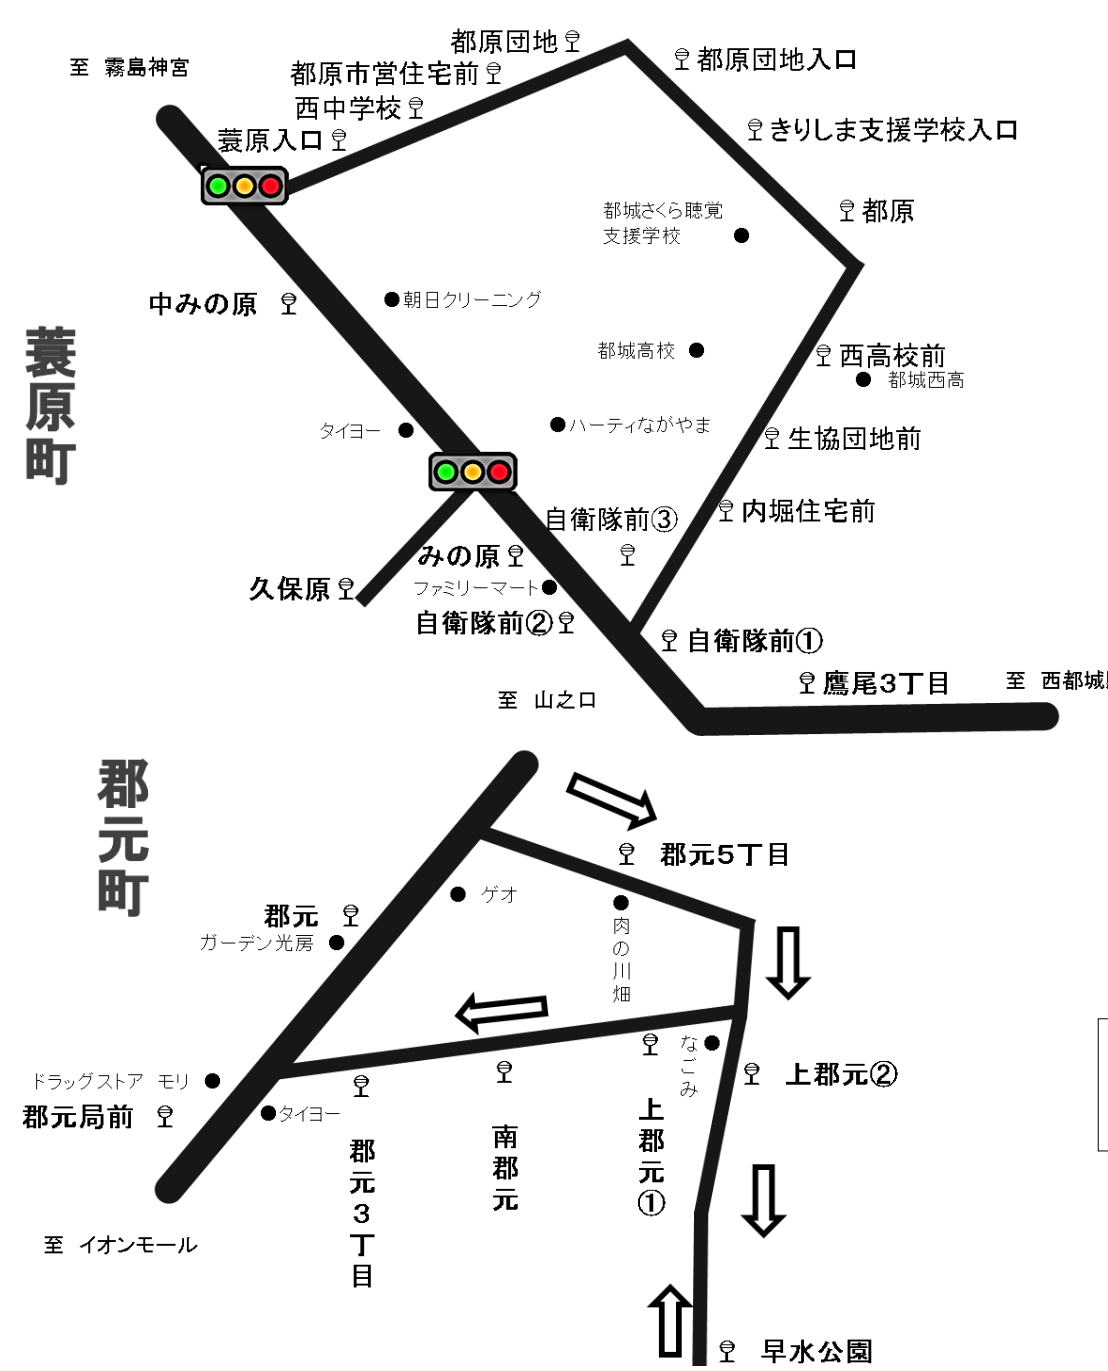 都原団地
都原団地入口
至 霧島神宮
都原市営住宅前
西中学校
蓑原入口
きりしま支援学校入口
都原
都城さくら聴覚
支援学校
中みの原
朝日クリーニング
蓑原町
都城高校
西高校前
都城西高
タイヨー
ハーティながやま
生協団地前
内堀住宅前
自衛隊前③
みの原
久保原
ファミリーマート
自衛隊前②
自衛隊前①
鷹尾3丁目
至 西都城
至 山之口
郡元町
郡元5丁目
ゲオ
郡元
ガーデン光房
肉の川畑
なごみ
上郡元②
ドラッグストア モリ
郡元局前
タイヨー
上郡元①
南郡元
郡元3丁目
至 イオンモール
早水公園